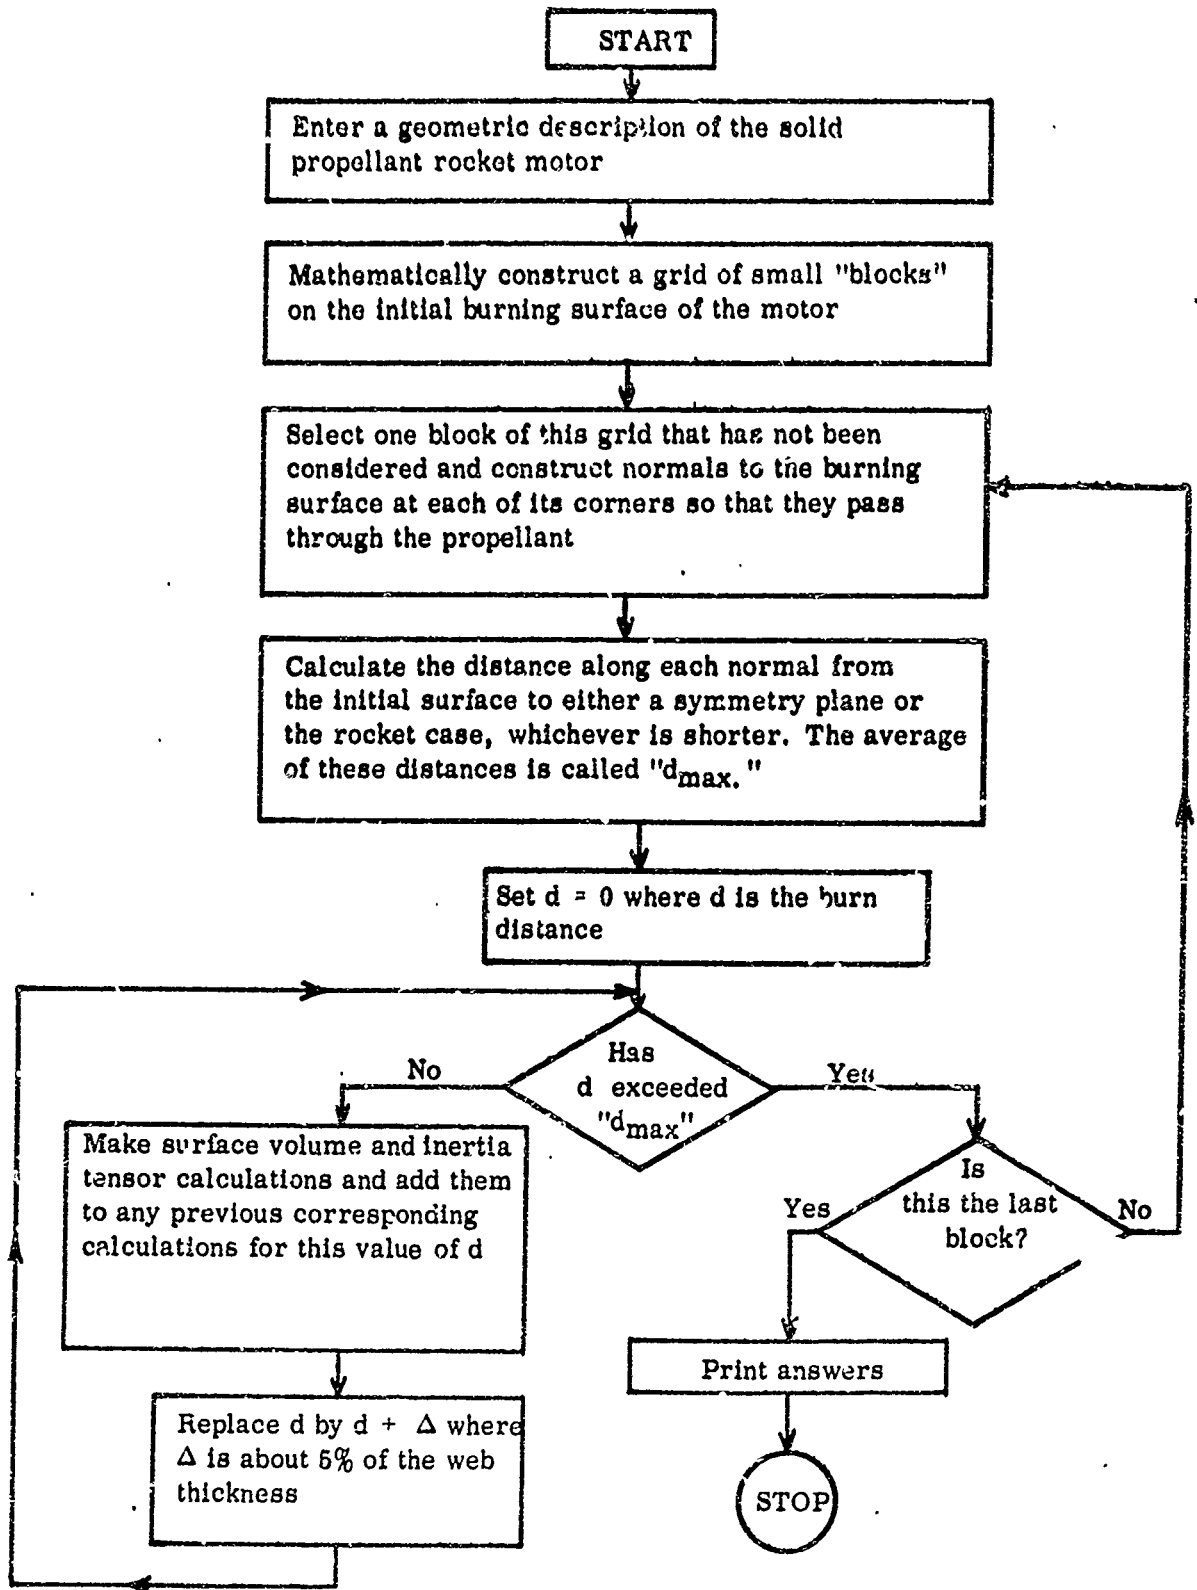 START
Enter a geometric description of the solid
propellant rocket motor
Mathematically construct a grid of small "blocks"
on the initial burning surface of the motor
Select one block of this grid that has not been
considered and construct normals to the burning
surface at each of its corners so that they pass
through the propellant
Calculate the distance along each normal from
the initial surface to either a symmetry plane or
the rocket case, whichever is shorter. The average
of these distances is called "dmax."
Set d = 0 where d is the burn
distance
Has
d exceeded
"dmax"
No
Yes
Make surface volume and inertia
tensor calculations and add them
to any previous corresponding
calculations for this value of d
Replace d by d + Δ where
Δ is about 5% of the web
thickness
Is
this the last
block?
Yes
No
Print answers
STOP